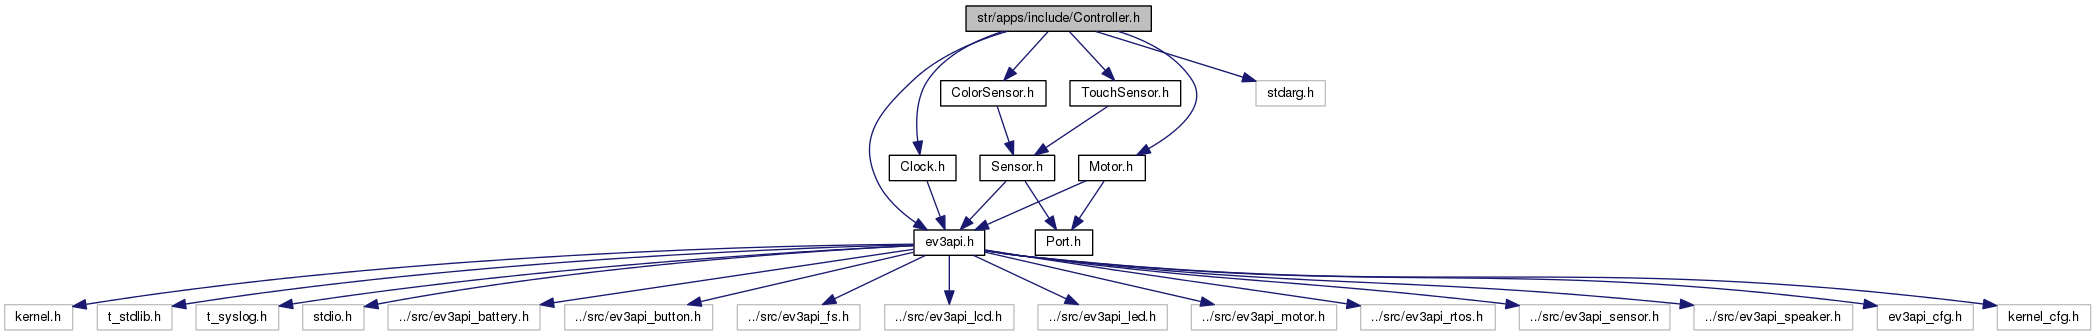 str/apps/include/Controller.h
ColorSensor.h
TouchSensor.h
stdarg.h
Clock.h
Sensor.h
Motor.h
ev3api.h
Port.h
kernel.h
t_stdlib.h
t_syslog.h
stdio.h
../src/ev3api_battery.h
../src/ev3api_button.h
../src/ev3api_fs.h
../src/ev3api_lcd.h
../src/ev3api_led.h
../src/ev3api_motor.h
../src/ev3api_rtos.h
../src/ev3api_sensor.h
../src/ev3api_speaker.h
ev3api_cfg.h
kernel_cfg.h